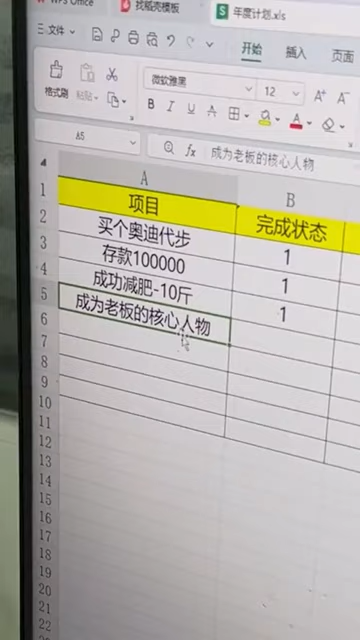 WPS Office
找稻壳模板
S 年度计划.xls
三 文件
开始 插入 页面
格式刷 粘贴
微软雅黑 12 A+ A-
B I U A A
A5 fx 成为老板的核心人物
A B
1 项目 完成状态
2 买个奥迪代步 1
3 存款100000 1
4 成功减肥-10斤 1
5 成为老板的核心人物
6
7
8
9
10
11
12
13
14
15
16
17
18
19
20
21
22